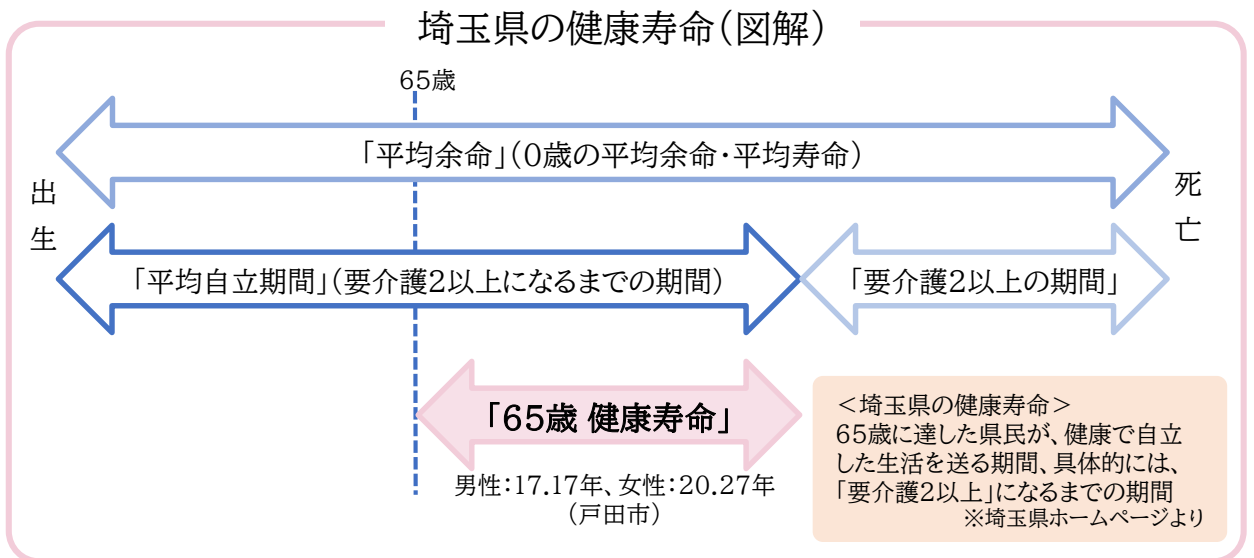 埼玉県の健康寿命(図解)
65歳
「平均余命」(0歳の平均余命・平均寿命)
出生
死亡
「平均自立期間」(要介護2以上になるまでの期間)
「要介護2以上の期間」
「65歳 健康寿命」
男性:17.17年、女性:20.27年
(戸田市)
<埼玉県の健康寿命>
65歳に達した県民が、健康で自立
した生活を送る期間、具体的には、
「要介護2以上」になるまでの期間
※埼玉県ホームページより